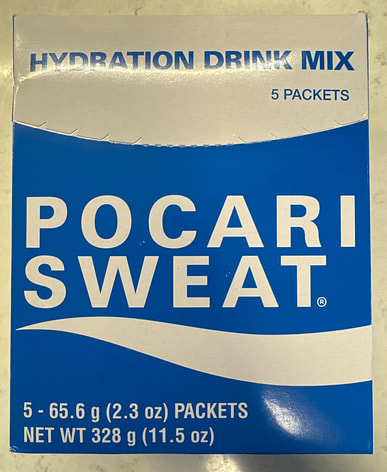 HYDRATION DRINK MIX
5 PACKETS
POCARI
SWEAT®
5 - 65.6 g (2.3 oz) PACKETS
NET WT 328 g (11.5 oz)